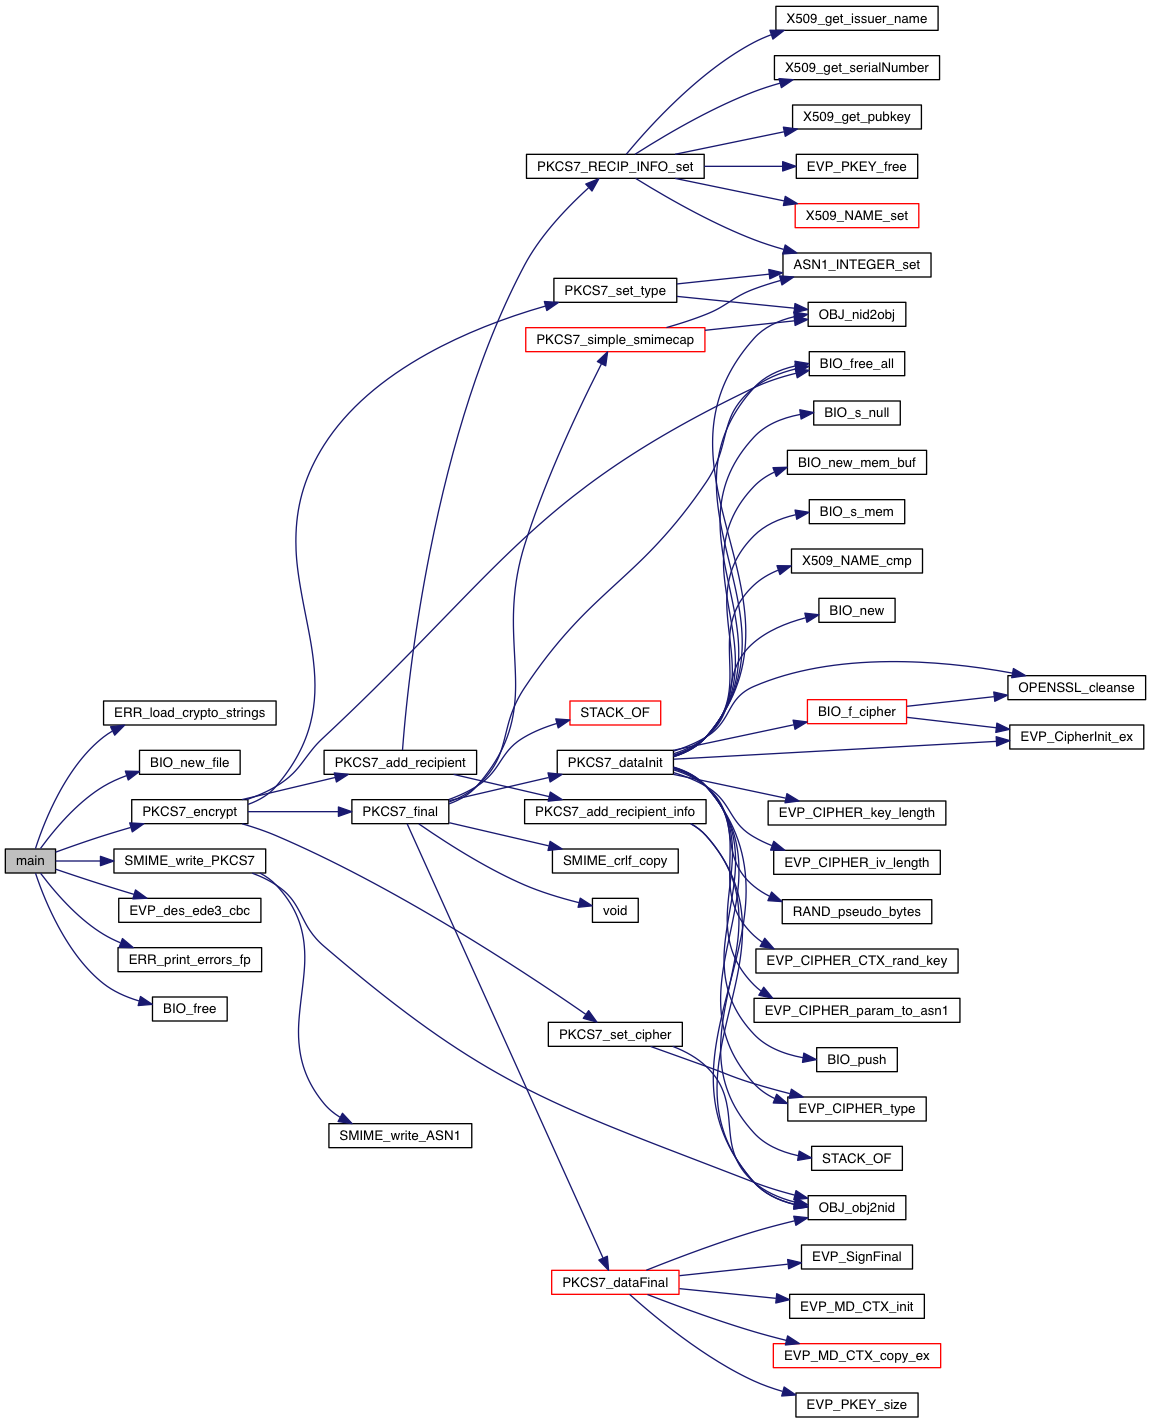 X509_get_issuer_name
X509_get_serialNumber
X509_get_pubkey
PKCS7_RECIP_INFO_set
EVP_PKEY_free
X509_NAME_set
ASN1_INTEGER_set
PKCS7_set_type
OBJ_nid2obj
PKCS7_simple_smimecap
BIO_free_all
BIO_s_null
BIO_new_mem_buf
BIO_s_mem
X509_NAME_cmp
BIO_new
OPENSSL_cleanse
ERR_load_crypto_strings
STACK_OF
BIO_f_cipher
EVP_CipherInit_ex
BIO_new_file
PKCS7_add_recipient
PKCS7_dataInit
PKCS7_encrypt
PKCS7_final
PKCS7_add_recipient_info
EVP_CIPHER_key_length
main
SMIME_write_PKCS7
SMIME_crlf_copy
EVP_CIPHER_iv_length
EVP_des_ede3_cbc
void
RAND_pseudo_bytes
ERR_print_errors_fp
EVP_CIPHER_CTX_rand_key
BIO_free
EVP_CIPHER_param_to_asn1
PKCS7_set_cipher
BIO_push
EVP_CIPHER_type
SMIME_write_ASN1
STACK_OF
OBJ_obj2nid
EVP_SignFinal
PKCS7_dataFinal
EVP_MD_CTX_init
EVP_MD_CTX_copy_ex
EVP_PKEY_size